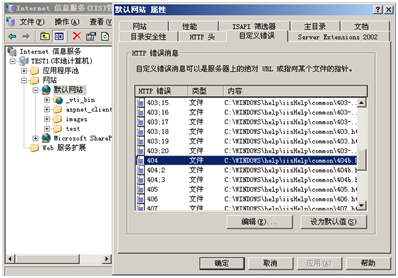 Internet 信息服务(IIS)管
文件(F) 操作(A) 查看(V)
Internet 信息服务
TEST1(本地计算机)
应用程序池
网站
默认网站
_vti_bin
aspnet_client
images
test
Microsoft ShareP
Web 服务扩展
默认网站 属性
网站 性能 ISAPI 筛选器 主目录 文档
目录安全性 HTTP 头 自定义错误 Server Extensions 2002
HTTP 错误消息
自定义错误消息可以是服务器上的绝对 URL 或指向某个文件的指针。
HTTP 错误 类型 内容
403;15 文件 C:\WINDOWS\help\iisHelp\common\403-..
403;16 文件 C:\WINDOWS\help\iisHelp\common\403-..
403;17 文件 C:\WINDOWS\help\iisHelp\common\403-..
403;18 文件 C:\WINDOWS\help\iisHelp\common\403-..
403;19 文件 C:\WINDOWS\help\iisHelp\common\403-..
403;20 文件 C:\WINDOWS\help\iisHelp\common\403-..
404 文件 C:\WINDOWS\help\iisHelp\common\404b.h
404;2 文件 C:\WINDOWS\help\iisHelp\common\404b.h
404;3 文件 C:\WINDOWS\help\iisHelp\common\404b.h
405 文件 C:\WINDOWS\help\iisHelp\common\405.ht
406 文件 C:\WINDOWS\help\iisHelp\common\406.ht
407 文件 C:\WINDOWS\help\iisHelp\common\407.ht
编辑(E)... 设为默认值(S)
确定 取消 应用(A) 帮助